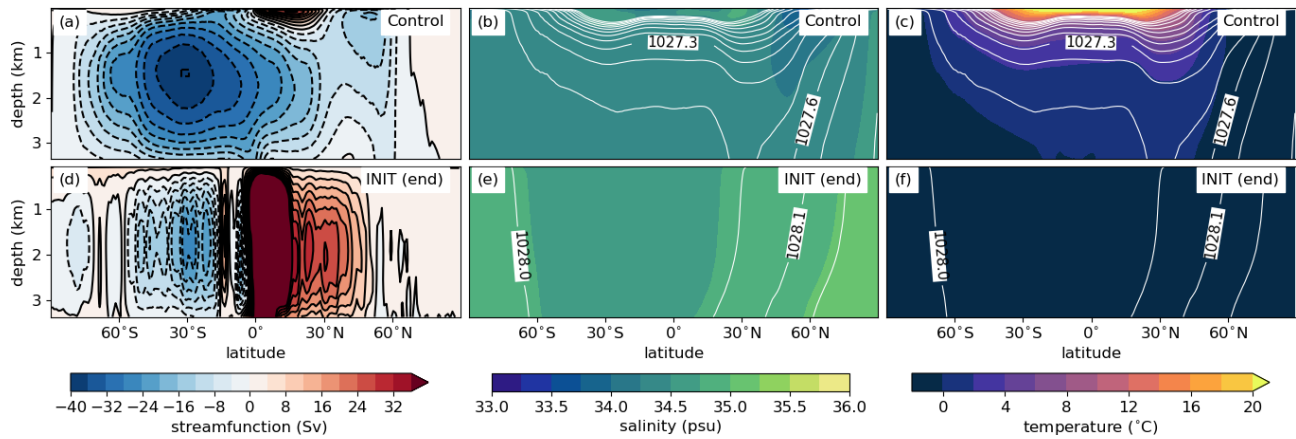 (a) Control (b) Control (c) Control
depth (km)
1
2
3
1027.3
1027.6
1027.3
1027.6
(d) INIT (end) (e) INIT (end) (f) INIT (end)
depth (km)
1
2
3
1028.0
1028.1
1028.0
1028.1
60°S 30°S 0° 30°N 60°N 60°S 30°S 0° 30°N 60°N 60°S 30°S 0° 30°N 60°N
latitude latitude latitude
−40 −32 −24 −16 −8 0 8 16 24 32 33.0 33.5 34.0 34.5 35.0 35.5 36.0 0 4 8 12 16 20
streamfunction (Sv) salinity (psu) temperature (°C)